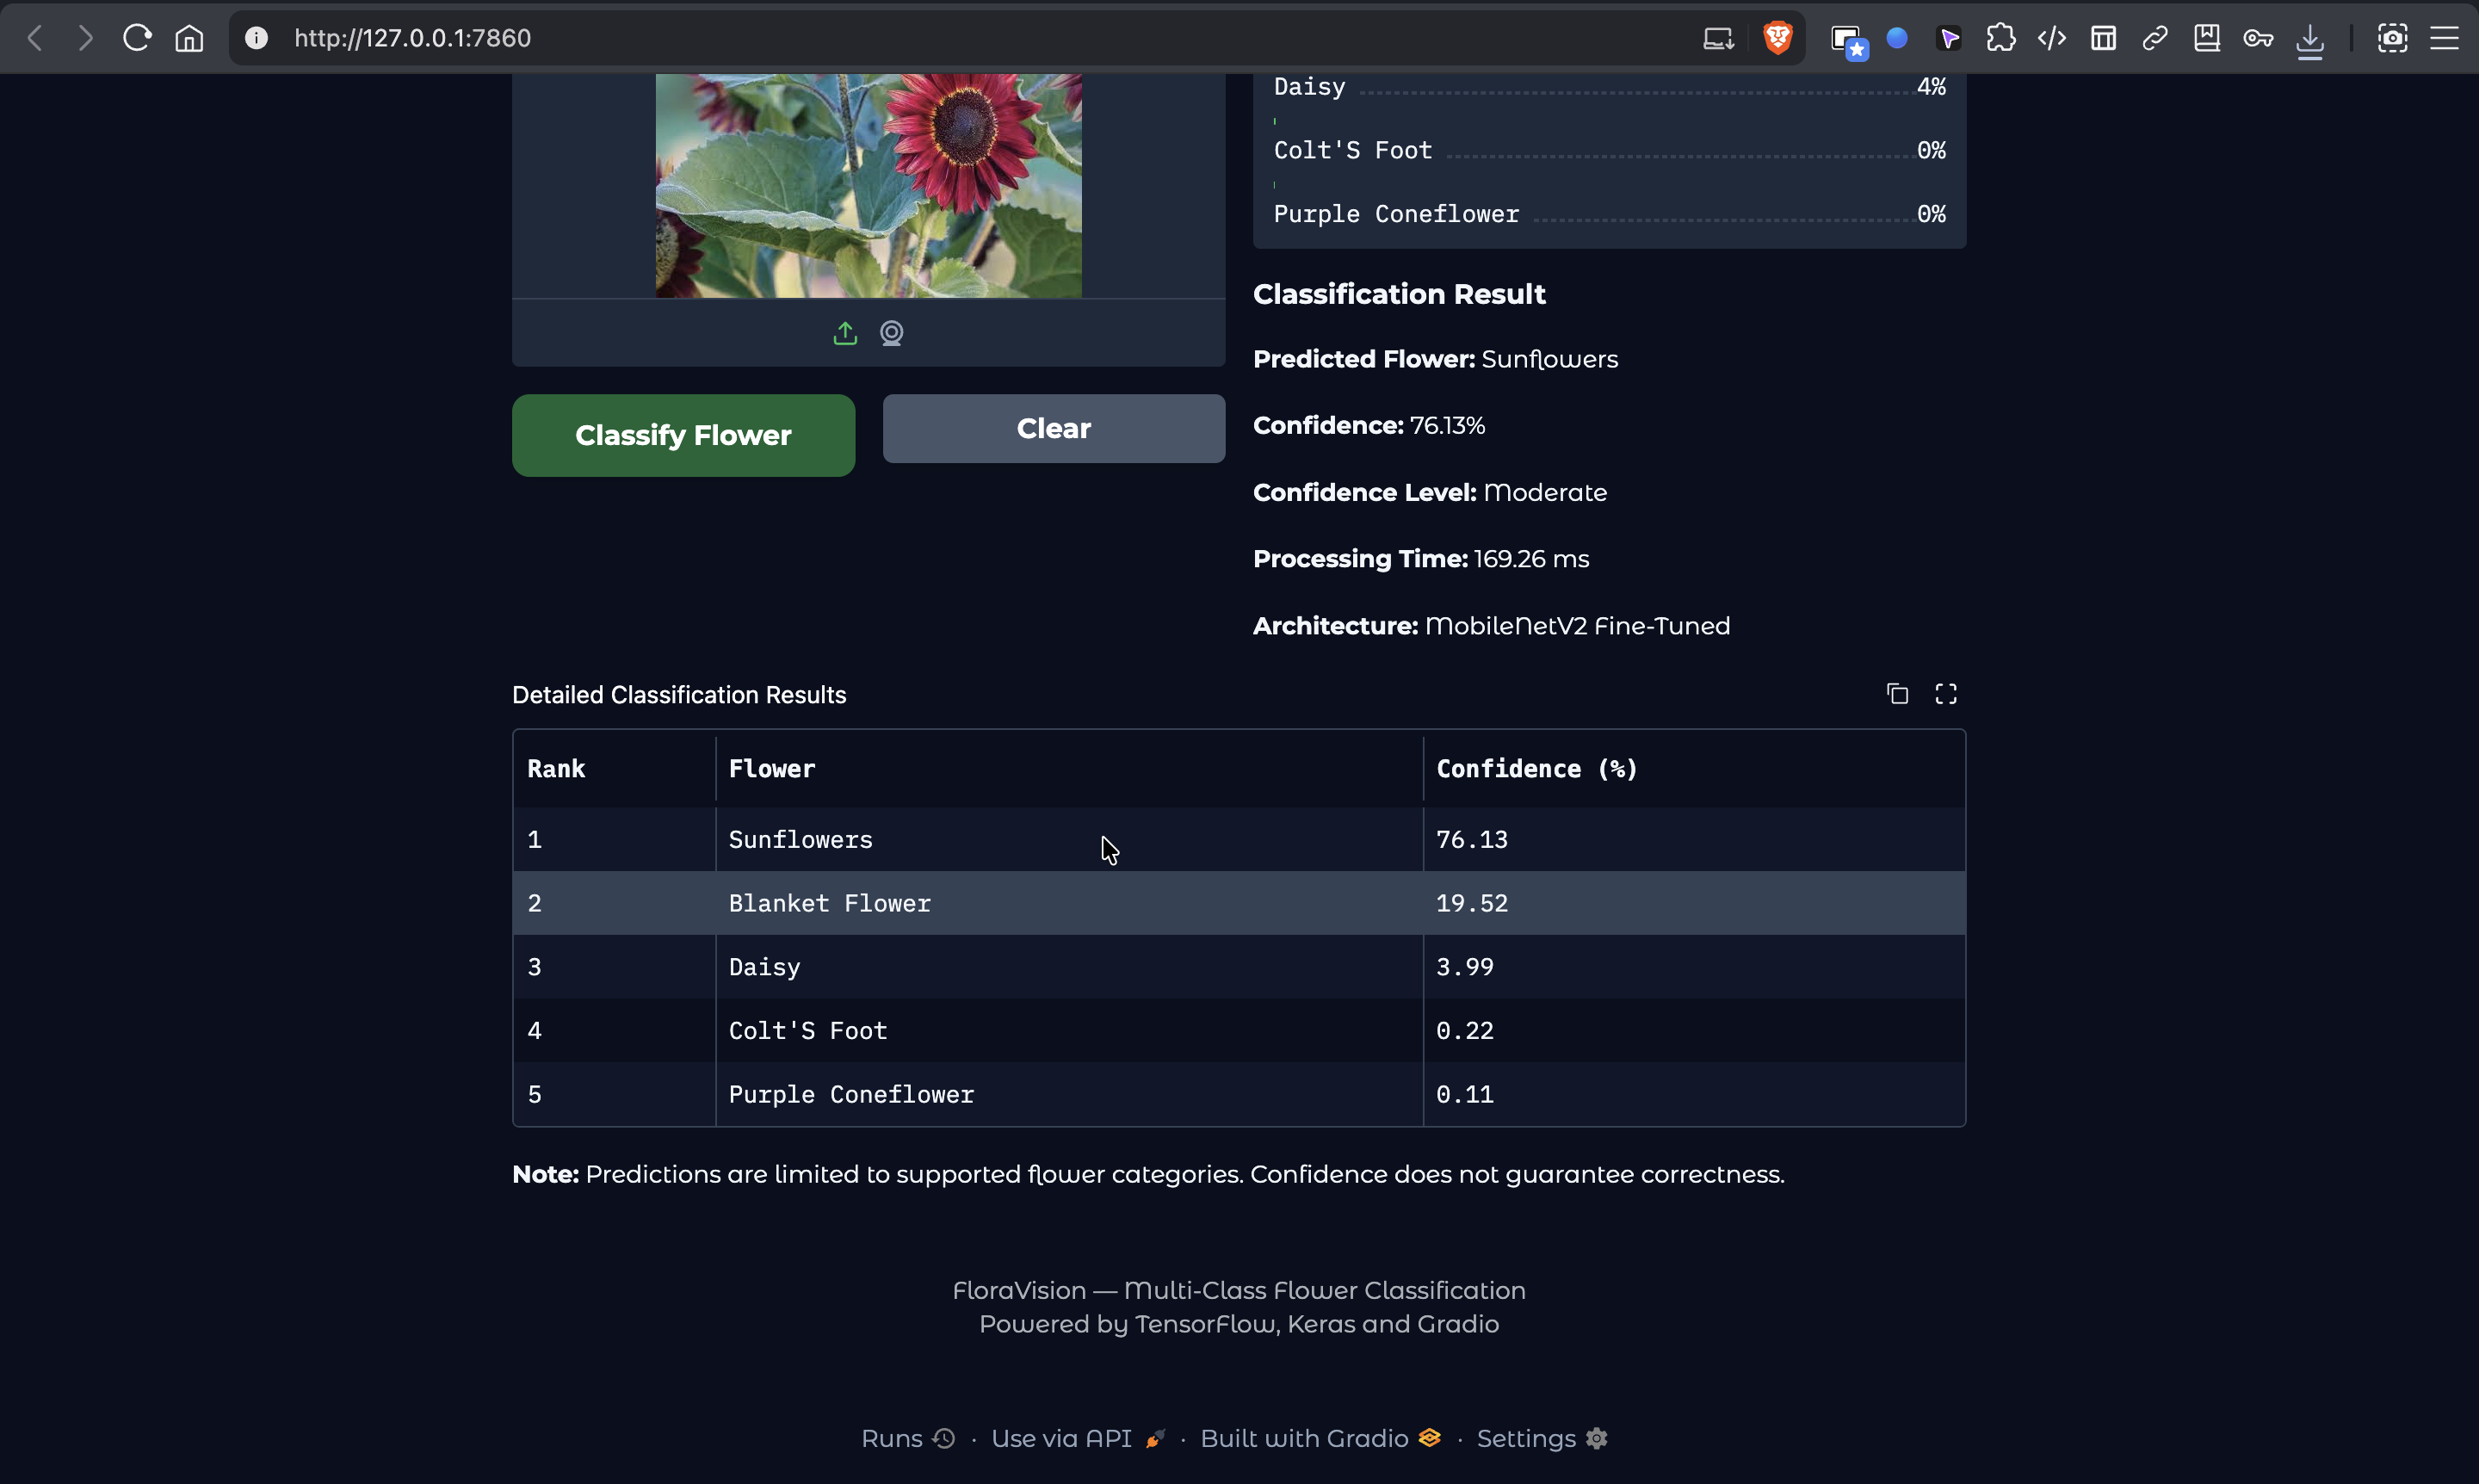 http://127.0.0.1:7860
Daisy 4%
Colt'S Foot 0%
Purple Coneflower 0%
Classification Result
Predicted Flower: Sunflowers
Confidence: 76.13%
Confidence Level: Moderate
Processing Time: 169.26 ms
Architecture: MobileNetV2 Fine-Tuned
Classify Flower
Clear
Detailed Classification Results
Rank Flower Confidence (%)
1 Sunflowers 76.13
2 Blanket Flower 19.52
3 Daisy 3.99
4 Colt'S Foot 0.22
5 Purple Coneflower 0.11
Note: Predictions are limited to supported flower categories. Confidence does not guarantee correctness.
FloraVision — Multi-Class Flower Classification
Powered by TensorFlow, Keras and Gradio
Runs · Use via API · Built with Gradio · Settings